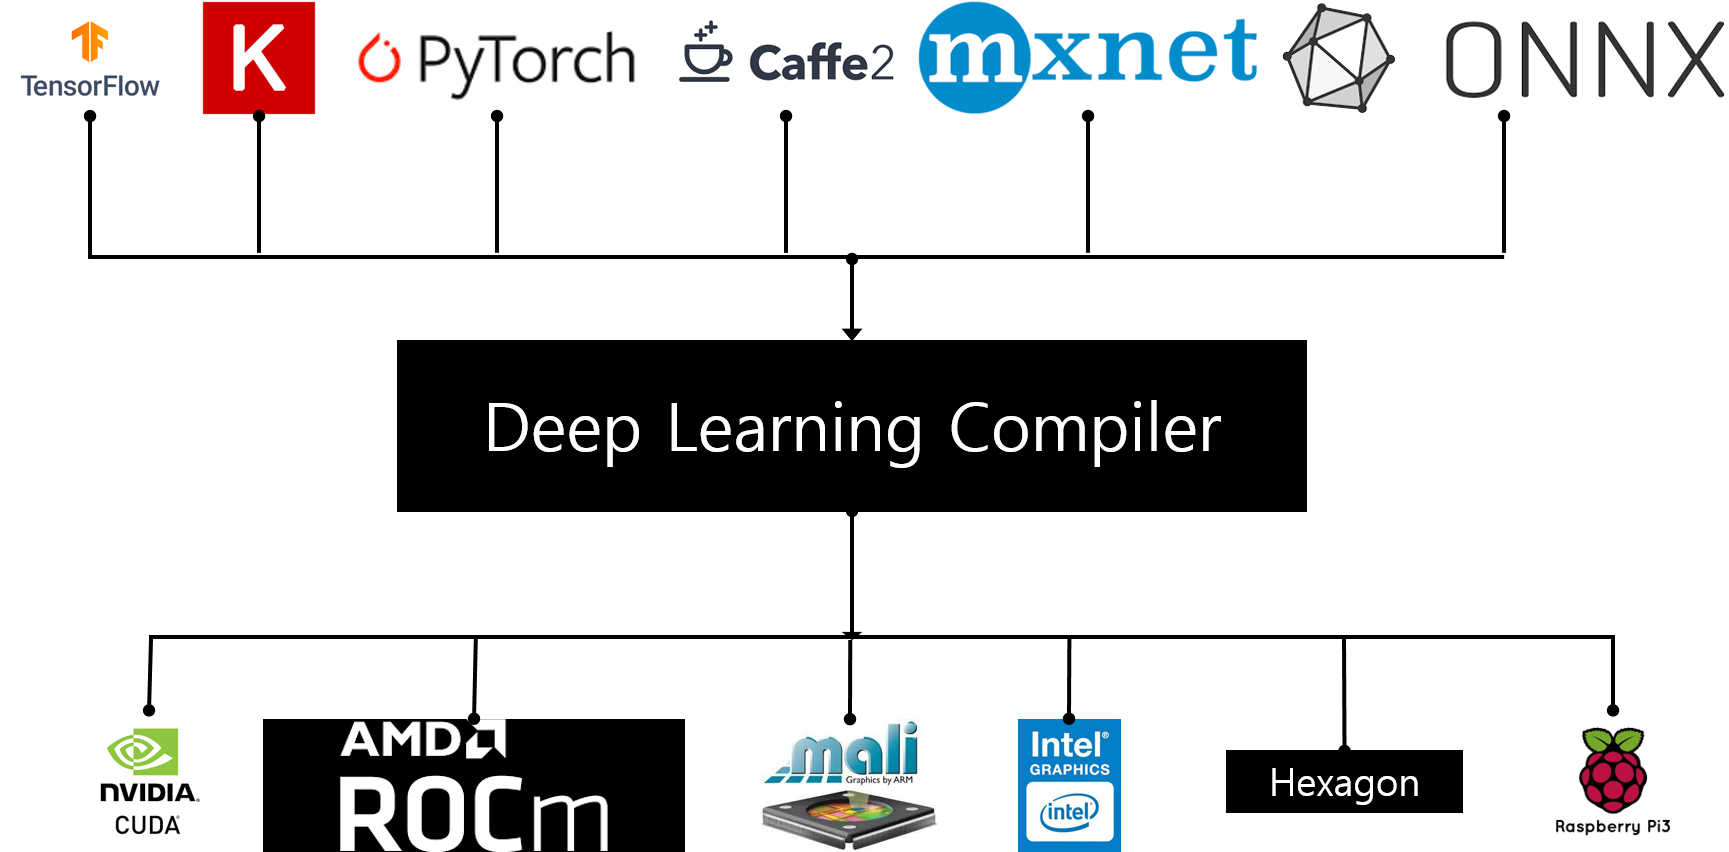 TensorFlow
K
PyTorch
Caffe2
mxnet
ONNX
Deep Learning Compiler
NVIDIA.
CUDA
AMD
ROCm
mali
Graphics by ARM
Intel®
GRAPHICS
intel
Hexagon
Raspberry Pi3